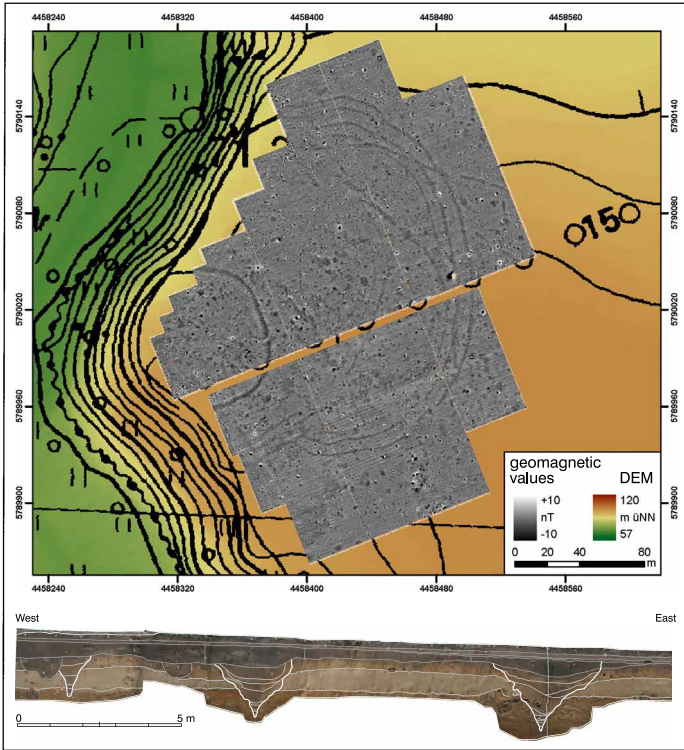 4458240 4458320 4458400 4458480 4458560
5790140 5790140
5790080 5790080
15
5790020 5790020
5789960 5789960
5789900 5789900
geomagnetic values DEM
+10 120
nT m üNN
-10 57
0 20 40 80
m
4458240 4458320 4458400 4458480 4458560
West East
0 5 m